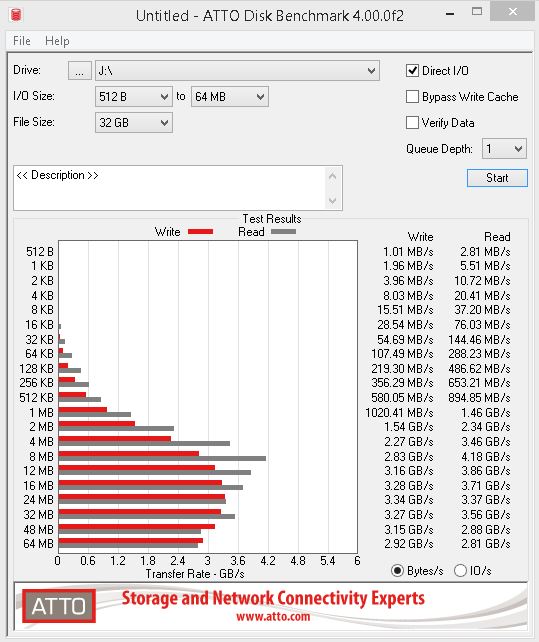 Untitled - ATTO Disk Benchmark 4.00.0f2
File Help
Drive: ... J:\ Direct I/O
I/O Size: 512 B to 64 MB Bypass Write Cache
File Size: 32 GB Verify Data
Queue Depth: 1
<< Description >> Start
Test Results
Write Read Write Read
512 B 1.01 MB/s 2.81 MB/s
1 KB 1.96 MB/s 5.51 MB/s
2 KB 3.96 MB/s 10.72 MB/s
4 KB 8.03 MB/s 20.41 MB/s
8 KB 15.51 MB/s 37.20 MB/s
16 KB 28.54 MB/s 76.03 MB/s
32 KB 54.69 MB/s 144.46 MB/s
64 KB 107.49 MB/s 288.23 MB/s
128 KB 219.30 MB/s 486.62 MB/s
256 KB 356.29 MB/s 653.21 MB/s
512 KB 580.05 MB/s 894.85 MB/s
1 MB 1020.41 MB/s 1.46 GB/s
2 MB 1.54 GB/s 2.34 GB/s
4 MB 2.27 GB/s 3.46 GB/s
8 MB 2.83 GB/s 4.18 GB/s
12 MB 3.16 GB/s 3.86 GB/s
16 MB 3.28 GB/s 3.71 GB/s
24 MB 3.34 GB/s 3.37 GB/s
32 MB 3.27 GB/s 3.56 GB/s
48 MB 3.15 GB/s 2.88 GB/s
64 MB 2.92 GB/s 2.81 GB/s
0 0.6 1.2 1.8 2.4 3 3.6 4.2 4.8 5.4 6
Transfer Rate - GB/s Bytes/s IO/s
ATTO Storage and Network Connectivity Experts
www.atto.com